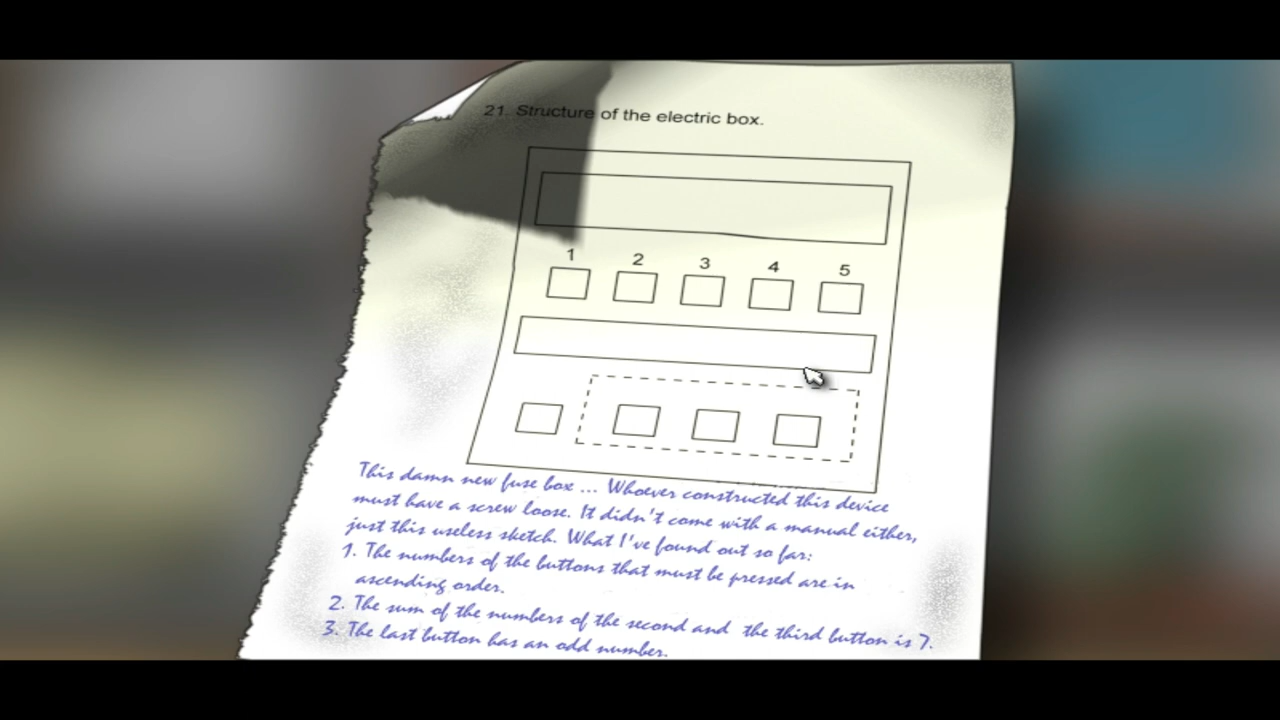 21. Structure of the electric box.
1 2 3 4 5
This damn new fuse box ... Whoever constructed this device
must have a screw loose. It didn't come with a manual either,
just this useless sketch. What I've found out so far:
1. The numbers of the buttons that must be pressed are in
ascending order.
2. The sum of the numbers of the second and the third button is 7.
3. The last button has an odd number.